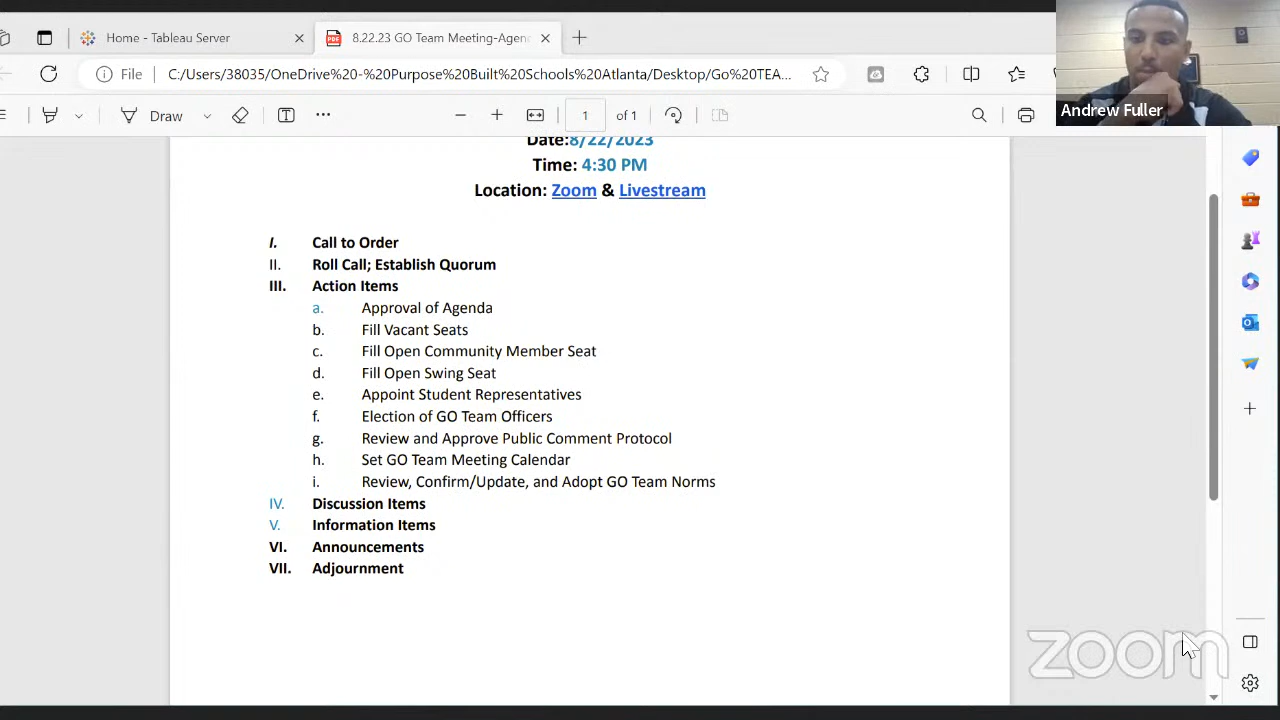 Home - Tableau Server
8.22.23 GO Team Meeting-Agen
File
C:/Users/38035/OneDrive%20-%20Purpose%20Built%20Schools%20Atlanta/Desktop/Go%20TEA...
Draw
1
of 1
Andrew Fuller
Date:8/22/2023
Time: 4:30 PM
Location: Zoom & Livestream
I. Call to Order
II. Roll Call; Establish Quorum
III. Action Items
a. Approval of Agenda
b. Fill Vacant Seats
c. Fill Open Community Member Seat
d. Fill Open Swing Seat
e. Appoint Student Representatives
f. Election of GO Team Officers
g. Review and Approve Public Comment Protocol
h. Set GO Team Meeting Calendar
i. Review, Confirm/Update, and Adopt GO Team Norms
IV. Discussion Items
V. Information Items
VI. Announcements
VII. Adjournment
zoom